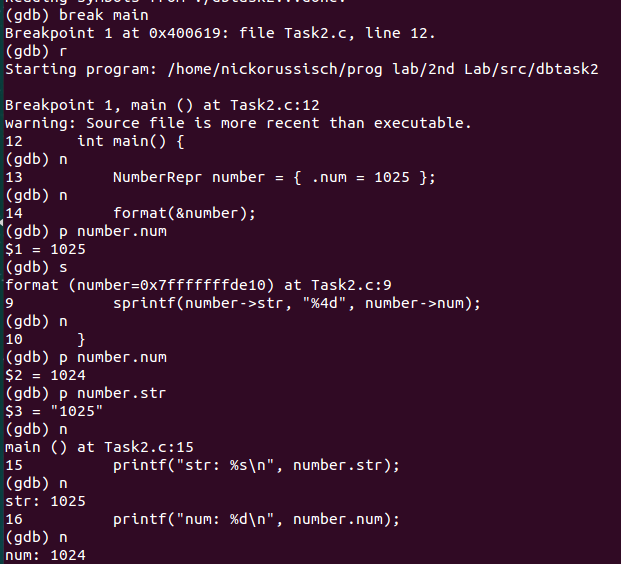 (gdb) break main
Breakpoint 1 at 0x400619: file Task2.c, line 12.
(gdb) r
Starting program: /home/nickorussisch/prog lab/2nd Lab/src/dbtask2
Breakpoint 1, main () at Task2.c:12
warning: Source file is more recent than executable.
12      int main() {
(gdb) n
13          NumberRepr number = { .num = 1025 };
(gdb) n
14          format(&number);
(gdb) p number.num
$1 = 1025
(gdb) s
format (number=0x7fffffffde10) at Task2.c:9
9           sprintf(number->str, "%4d", number->num);
(gdb) n
10      }
(gdb) p number.num
$2 = 1024
(gdb) p number.str
$3 = "1025"
(gdb) n
main () at Task2.c:15
15          printf("str: %s\n", number.str);
(gdb) n
str: 1025
16          printf("num: %d\n", number.num);
(gdb) n
num: 1024